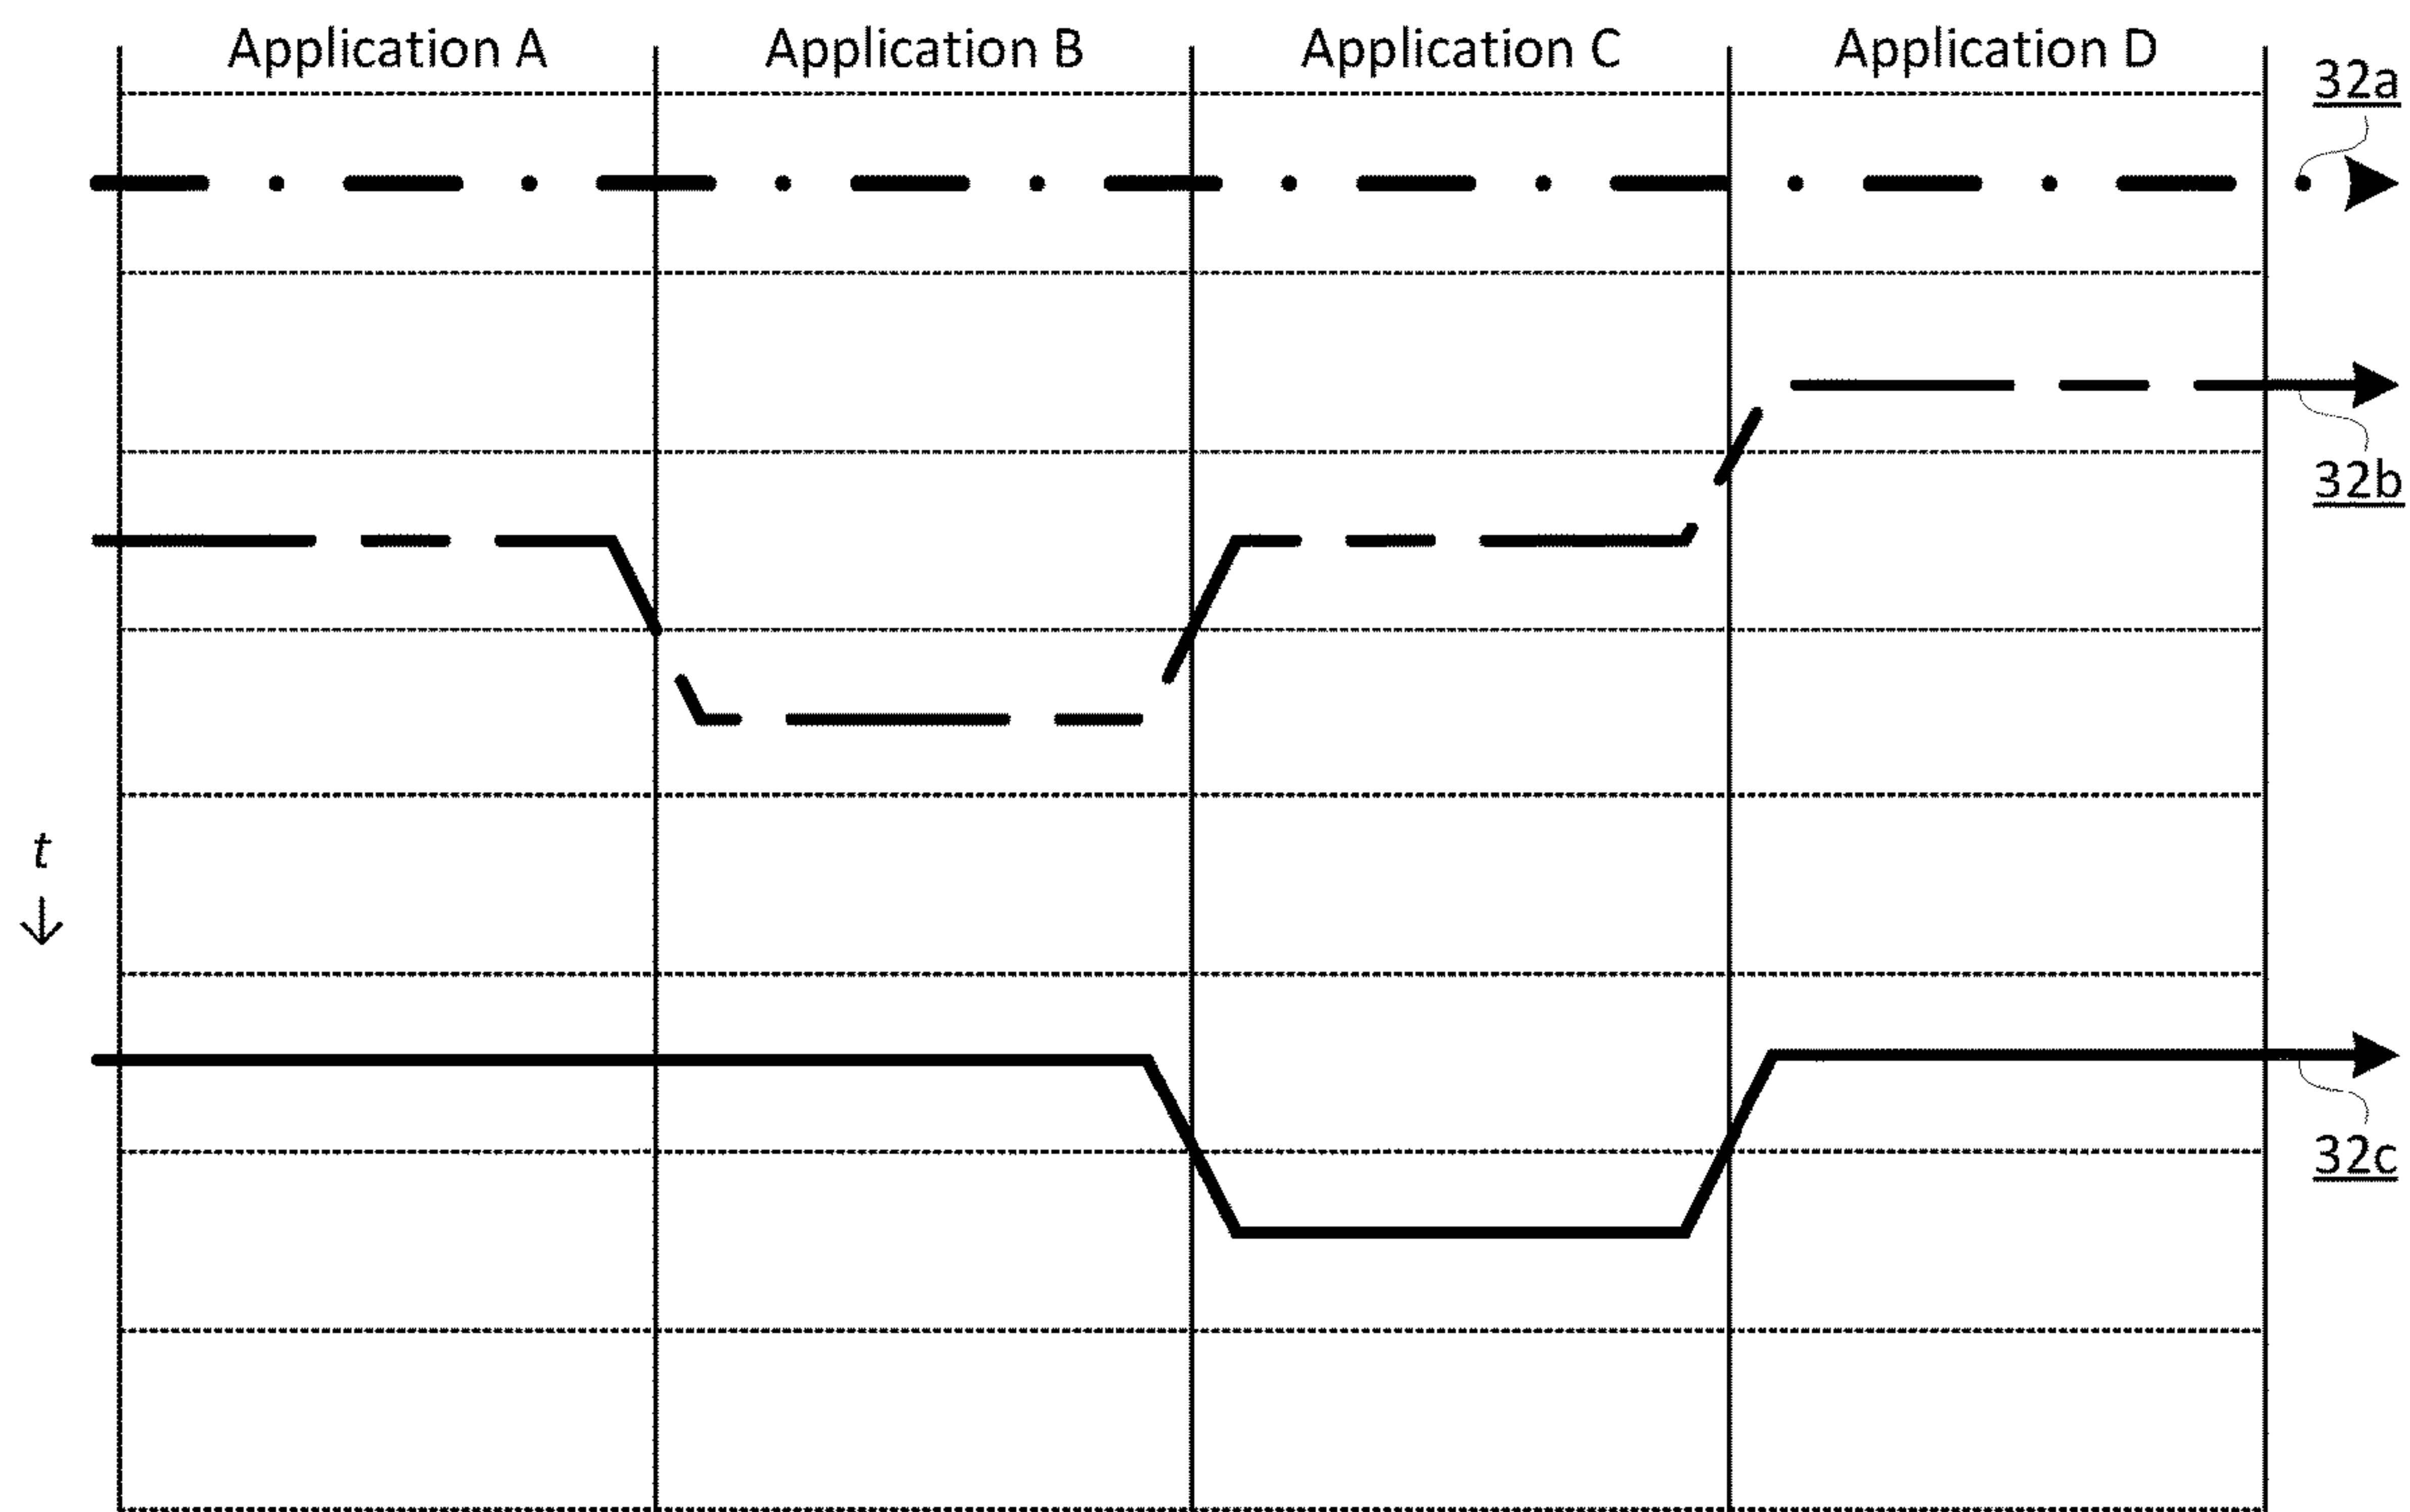 Application A
Application B
Application C
Application D
32a
32b
t
32c